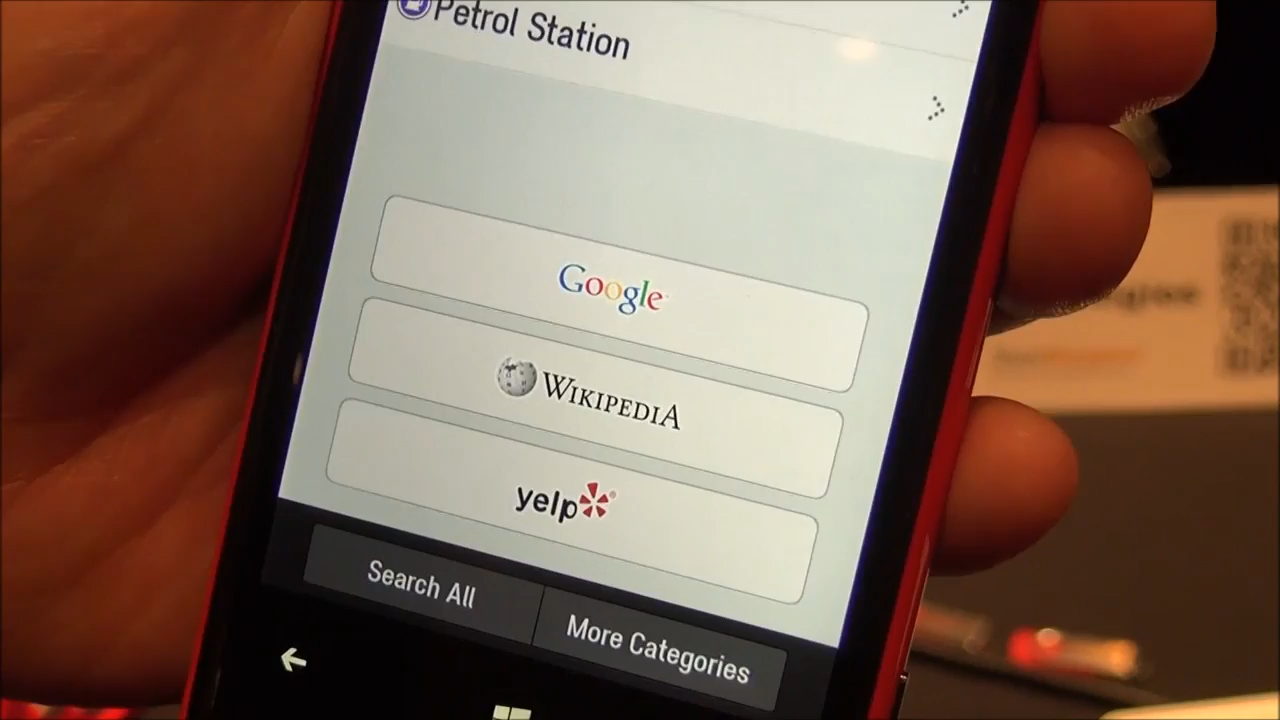 Petrol Station
Google
WIKIPEDIA
yelp
Search All
More Categories